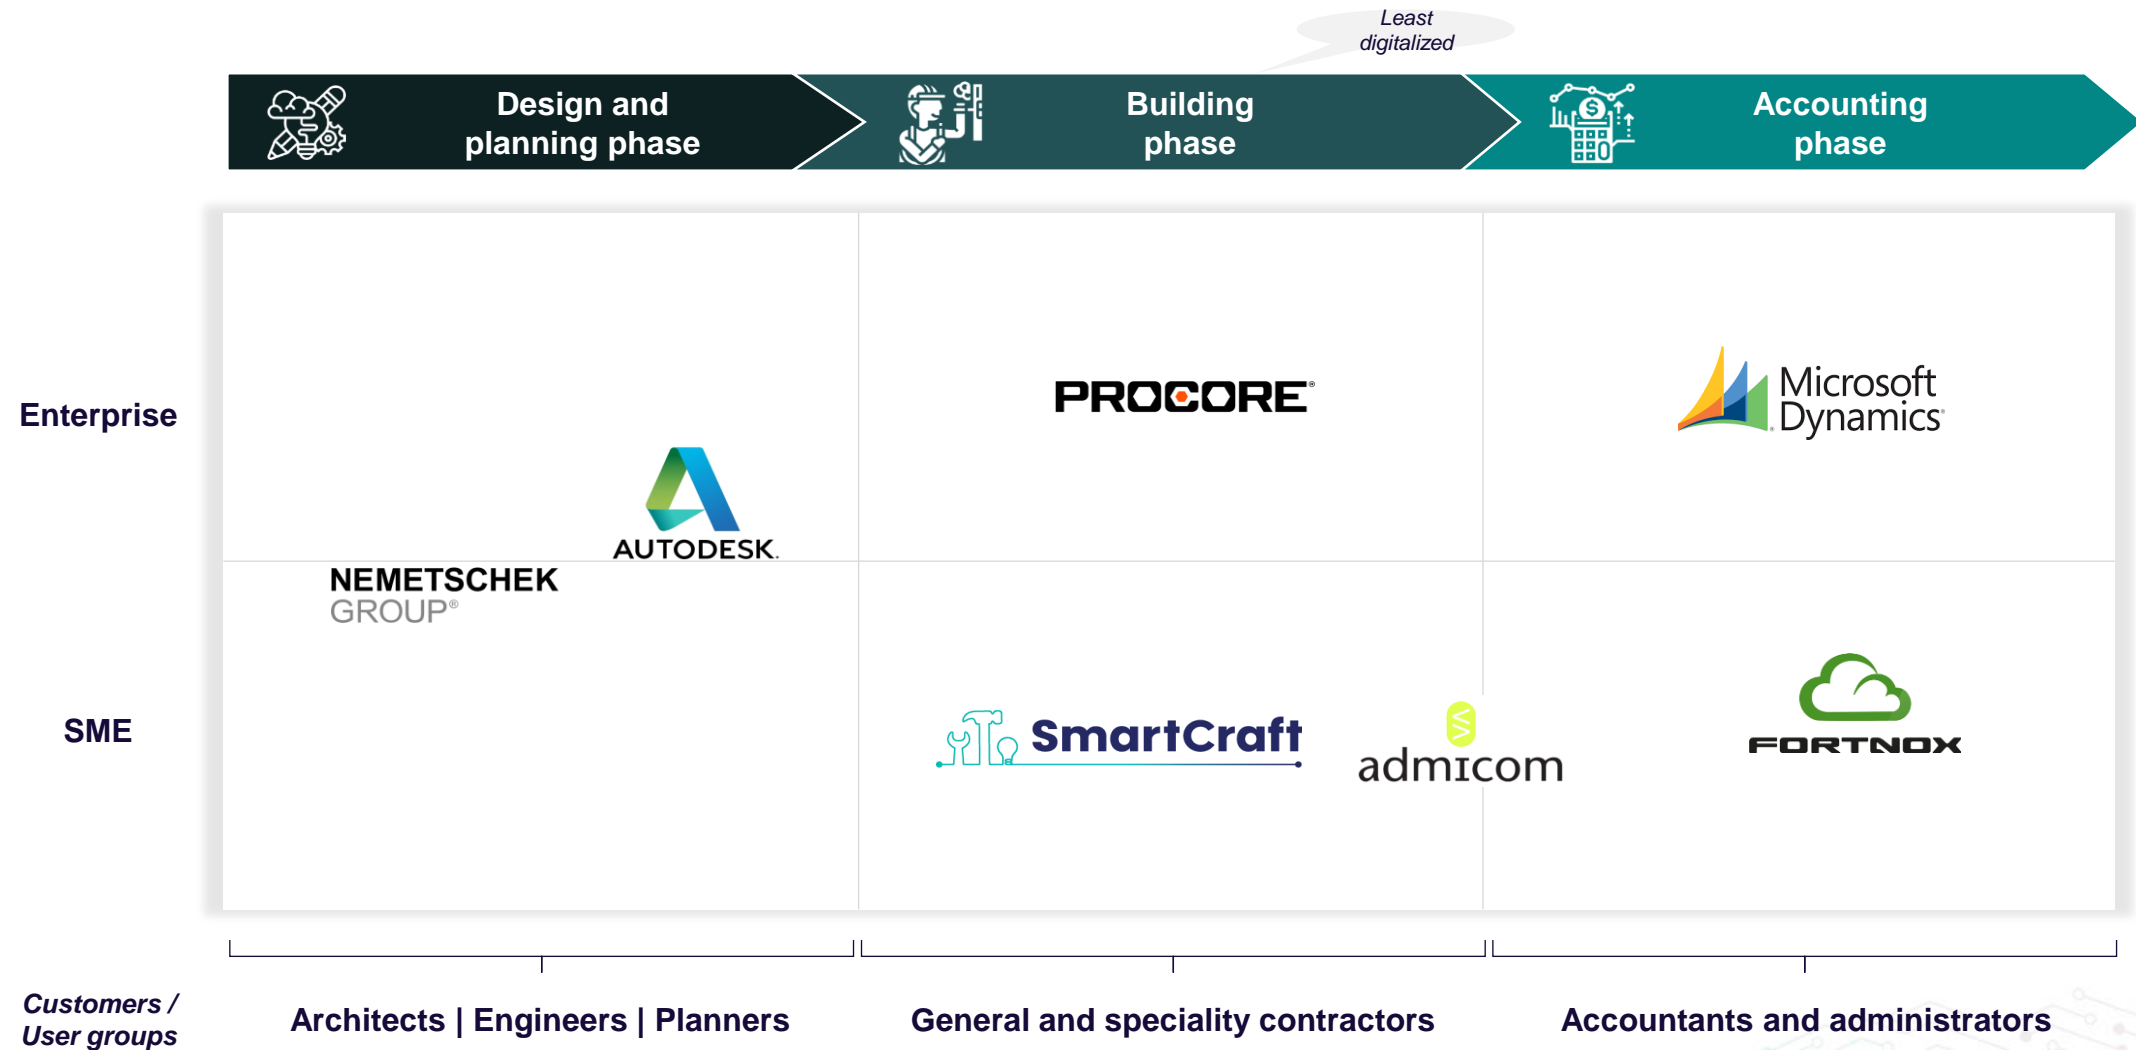 Least
digitalized
Design and
planning phase
Building
phase
Accounting
phase
Enterprise
PROCORE®
Microsoft
Dynamics
AUTODESK.
NEMETSCHEK
GROUP®
SME
SmartCraft
admicom
FORTNOX
Customers /
User groups
Architects | Engineers | Planners
General and speciality contractors
Accountants and administrators